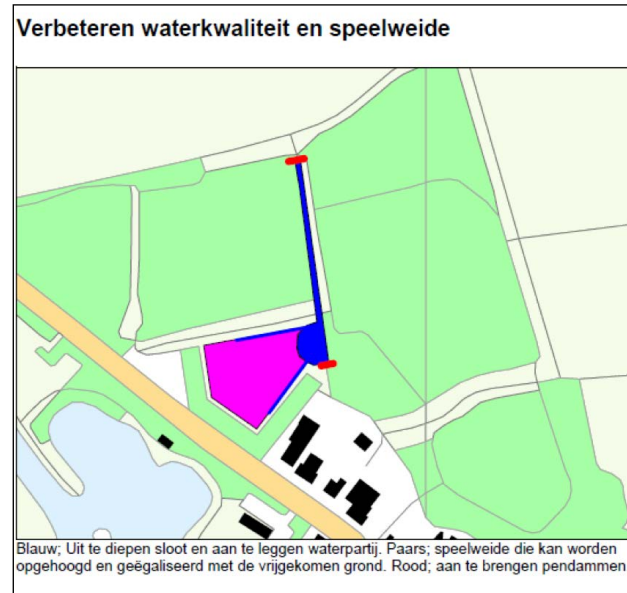 Verbeteren waterkwaliteit en speelweide
Blauw; Uit te diepen sloot en aan te leggen waterpartij. Paars; speelweide die kan worden
opgehoogd en geëgaliseerd met de vrijgekomen grond. Rood; aan te brengen pendammen